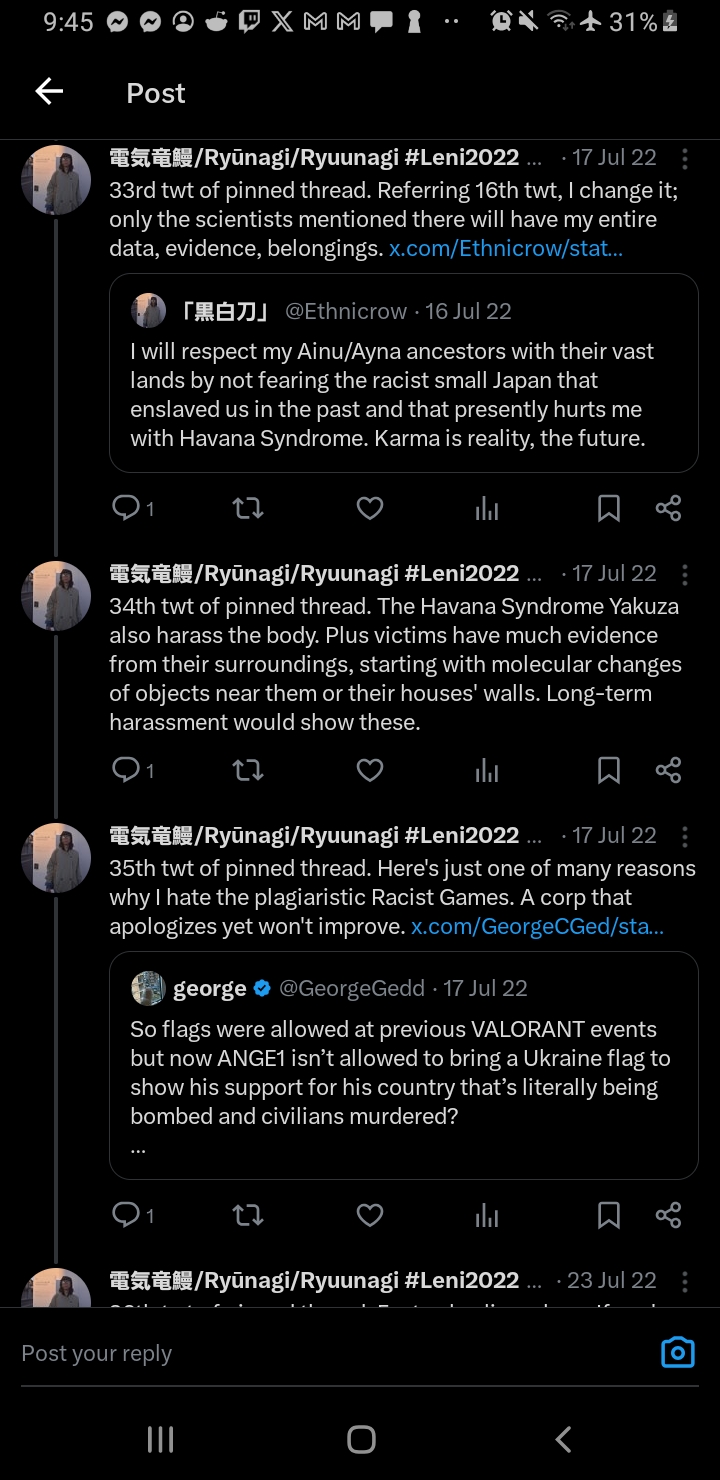 9:45
31%
Post
電気竜鰻/Ryūnagi/Ryuunagi #Leni2022 ... · 17 Jul 22
33rd twt of pinned thread. Referring 16th twt, I change it;
only the scientists mentioned there will have my entire
data, evidence, belongings. x.com/Ethnicrow/stat...
「黒白刀」 @Ethnicrow · 16 Jul 22
I will respect my Ainu/Ayna ancestors with their vast
lands by not fearing the racist small Japan that
enslaved us in the past and that presently hurts me
with Havana Syndrome. Karma is reality, the future.
1
電気竜鰻/Ryūnagi/Ryuunagi #Leni2022 ... · 17 Jul 22
34th twt of pinned thread. The Havana Syndrome Yakuza
also harass the body. Plus victims have much evidence
from their surroundings, starting with molecular changes
of objects near them or their houses' walls. Long-term
harassment would show these.
1
電気竜鰻/Ryūnagi/Ryuunagi #Leni2022 ... · 17 Jul 22
35th twt of pinned thread. Here's just one of many reasons
why I hate the plagiaristic Racist Games. A corp that
apologizes yet won't improve. x.com/GeorgeCGed/sta...
george @GeorgeGedd · 17 Jul 22
So flags were allowed at previous VALORANT events
but now ANGE1 isn’t allowed to bring a Ukraine flag to
show his support for his country that’s literally being
bombed and civilians murdered?
...
1
電気竜鰻/Ryūnagi/Ryuunagi #Leni2022 ... · 23 Jul 22
Post your reply